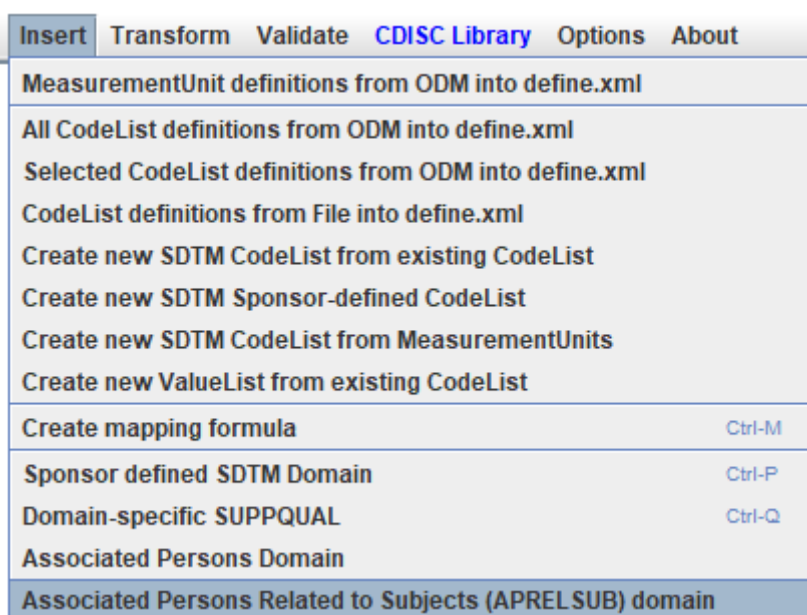 Insert Transform Validate CDISC Library Options About
MeasurementUnit definitions from ODM into define.xml
All CodeList definitions from ODM into define.xml
Selected CodeList definitions from ODM into define.xml
CodeList definitions from File into define.xml
Create new SDTM CodeList from existing CodeList
Create new SDTM Sponsor-defined CodeList
Create new SDTM CodeList from MeasurementUnits
Create new ValueList from existing CodeList
Create mapping formula Ctrl-M
Sponsor defined SDTM Domain Ctrl-P
Domain-specific SUPPQUAL Ctrl-Q
Associated Persons Domain
Associated Persons Related to Subjects (APRELSUB) domain